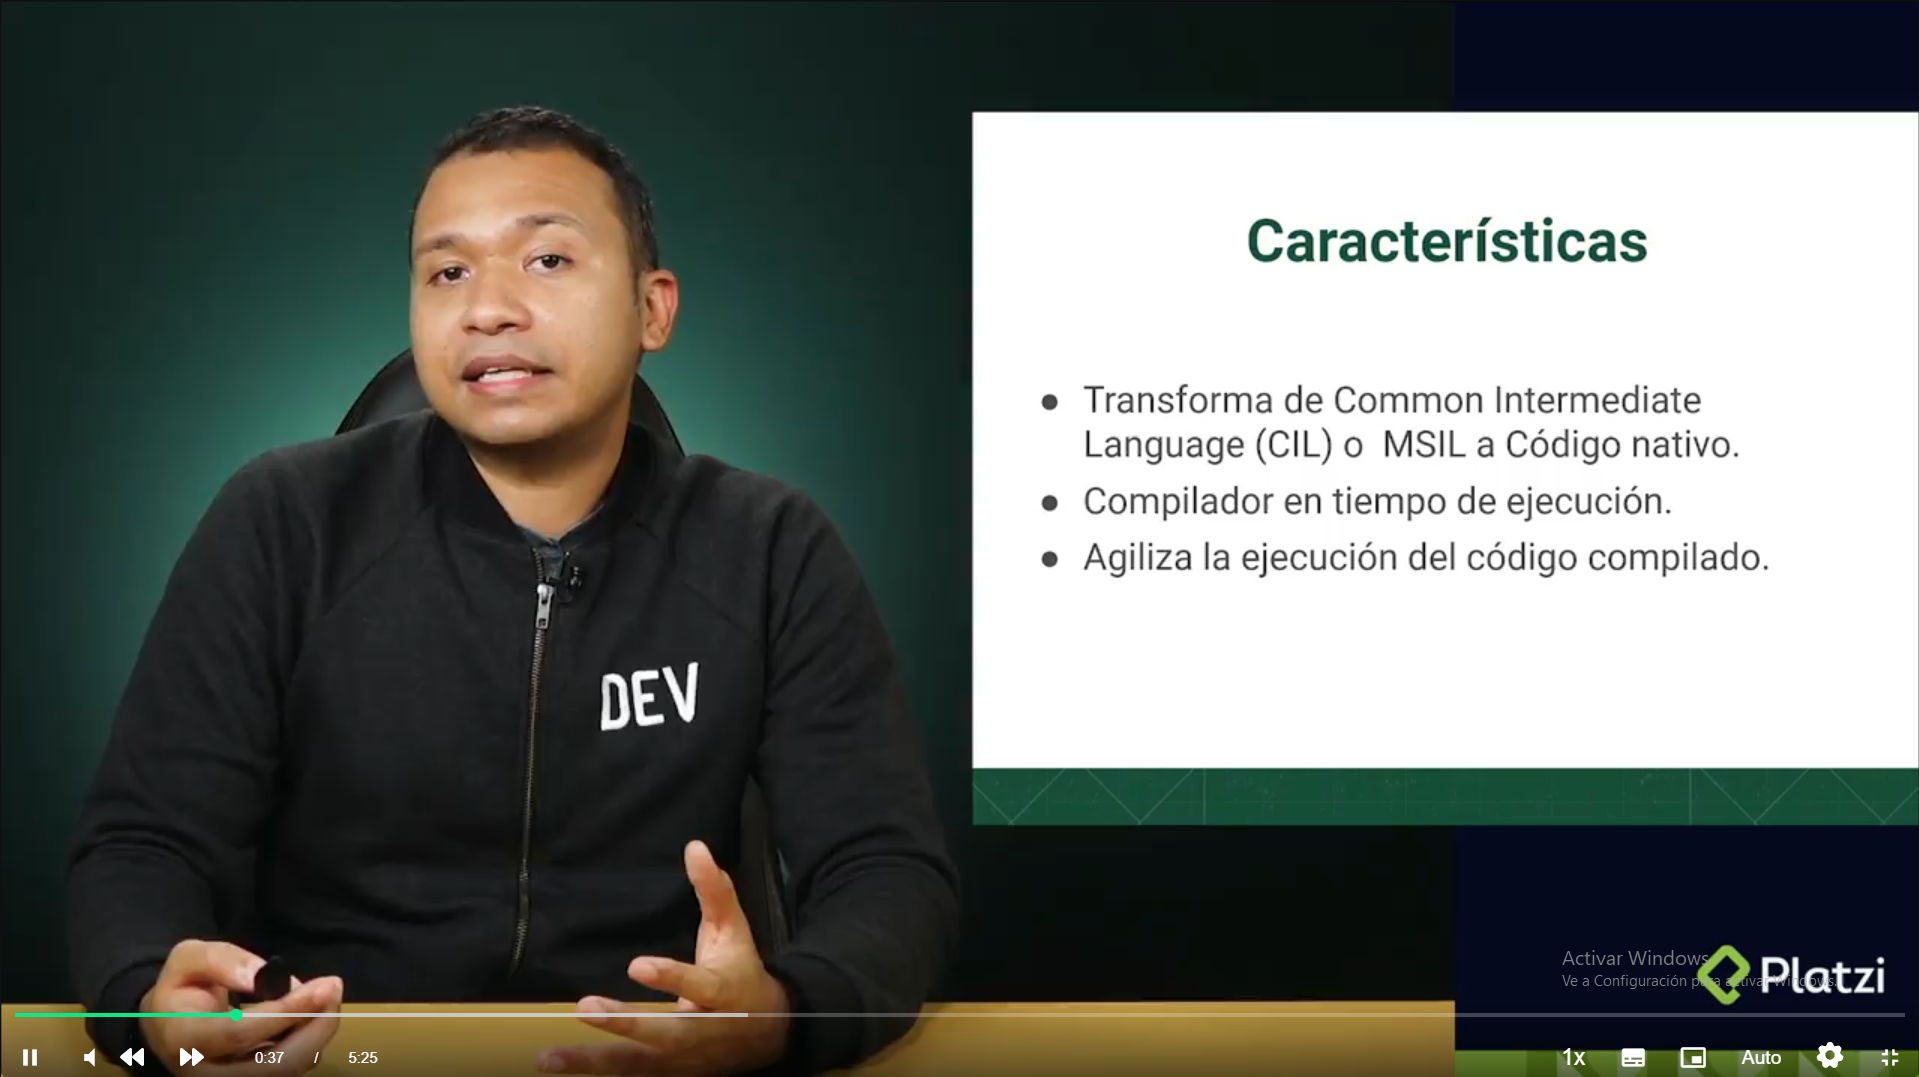 Características
● Transforma de Common Intermediate
Language (CIL) o MSIL a Código nativo.
● Compilador en tiempo de ejecución.
● Agiliza la ejecución del código compilado.
DEV
Activar Windows
Ve a Configuración para activar Windows.
Platzi
0:37 / 5:25
1x
Auto